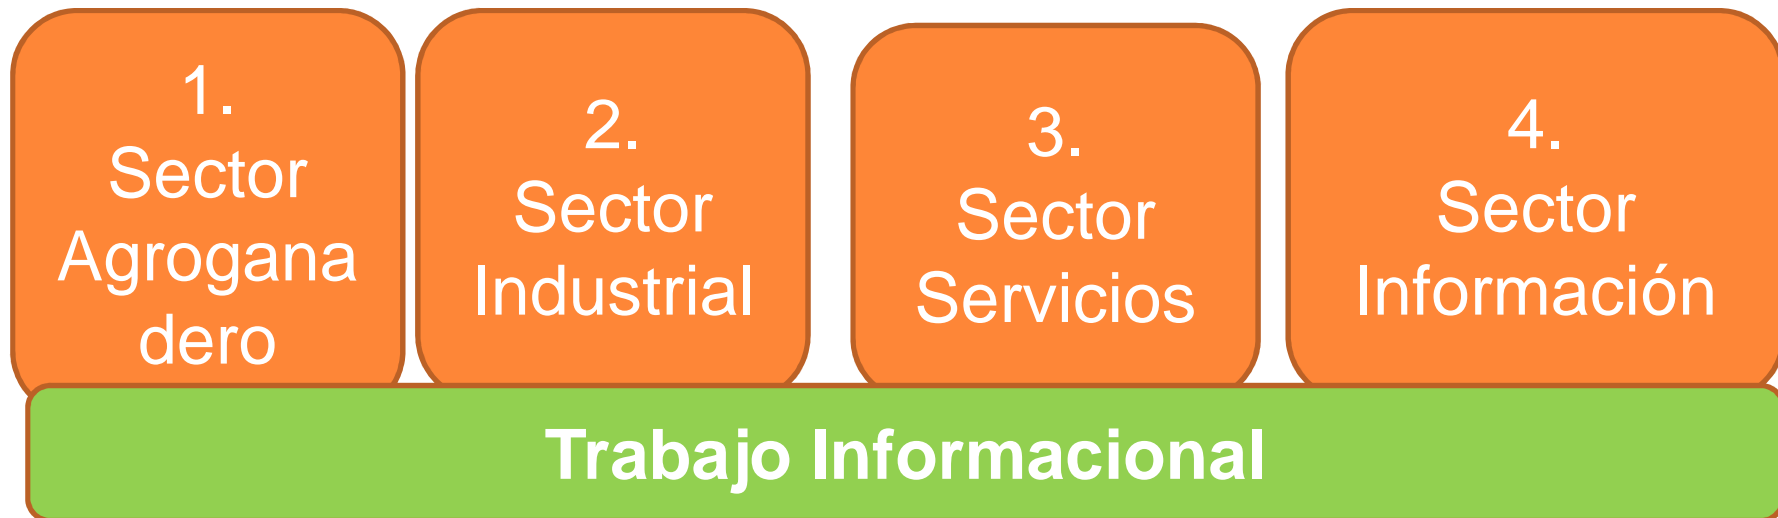 1.
Sector
Agrogana
dero
2.
Sector
Industrial
3.
Sector
Servicios
4.
Sector
Información
Trabajo Informacional